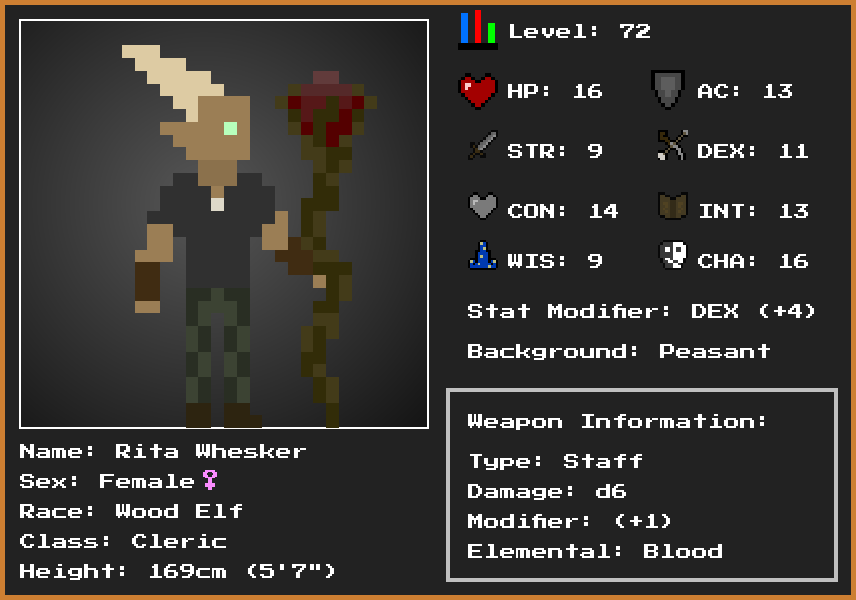 Level: 72
HP: 16
AC: 13
STR: 9
DEX: 11
CON: 14
INT: 13
WIS: 9
CHA: 16
Stat Modifier: DEX (+4)
Background: Peasant
Weapon Information:
Type: Staff
Damage: d6
Modifier: (+1)
Elemental: Blood
Name: Rita Whesker
Sex: Female♀
Race: Wood Elf
Class: Cleric
Height: 169cm (5'7")